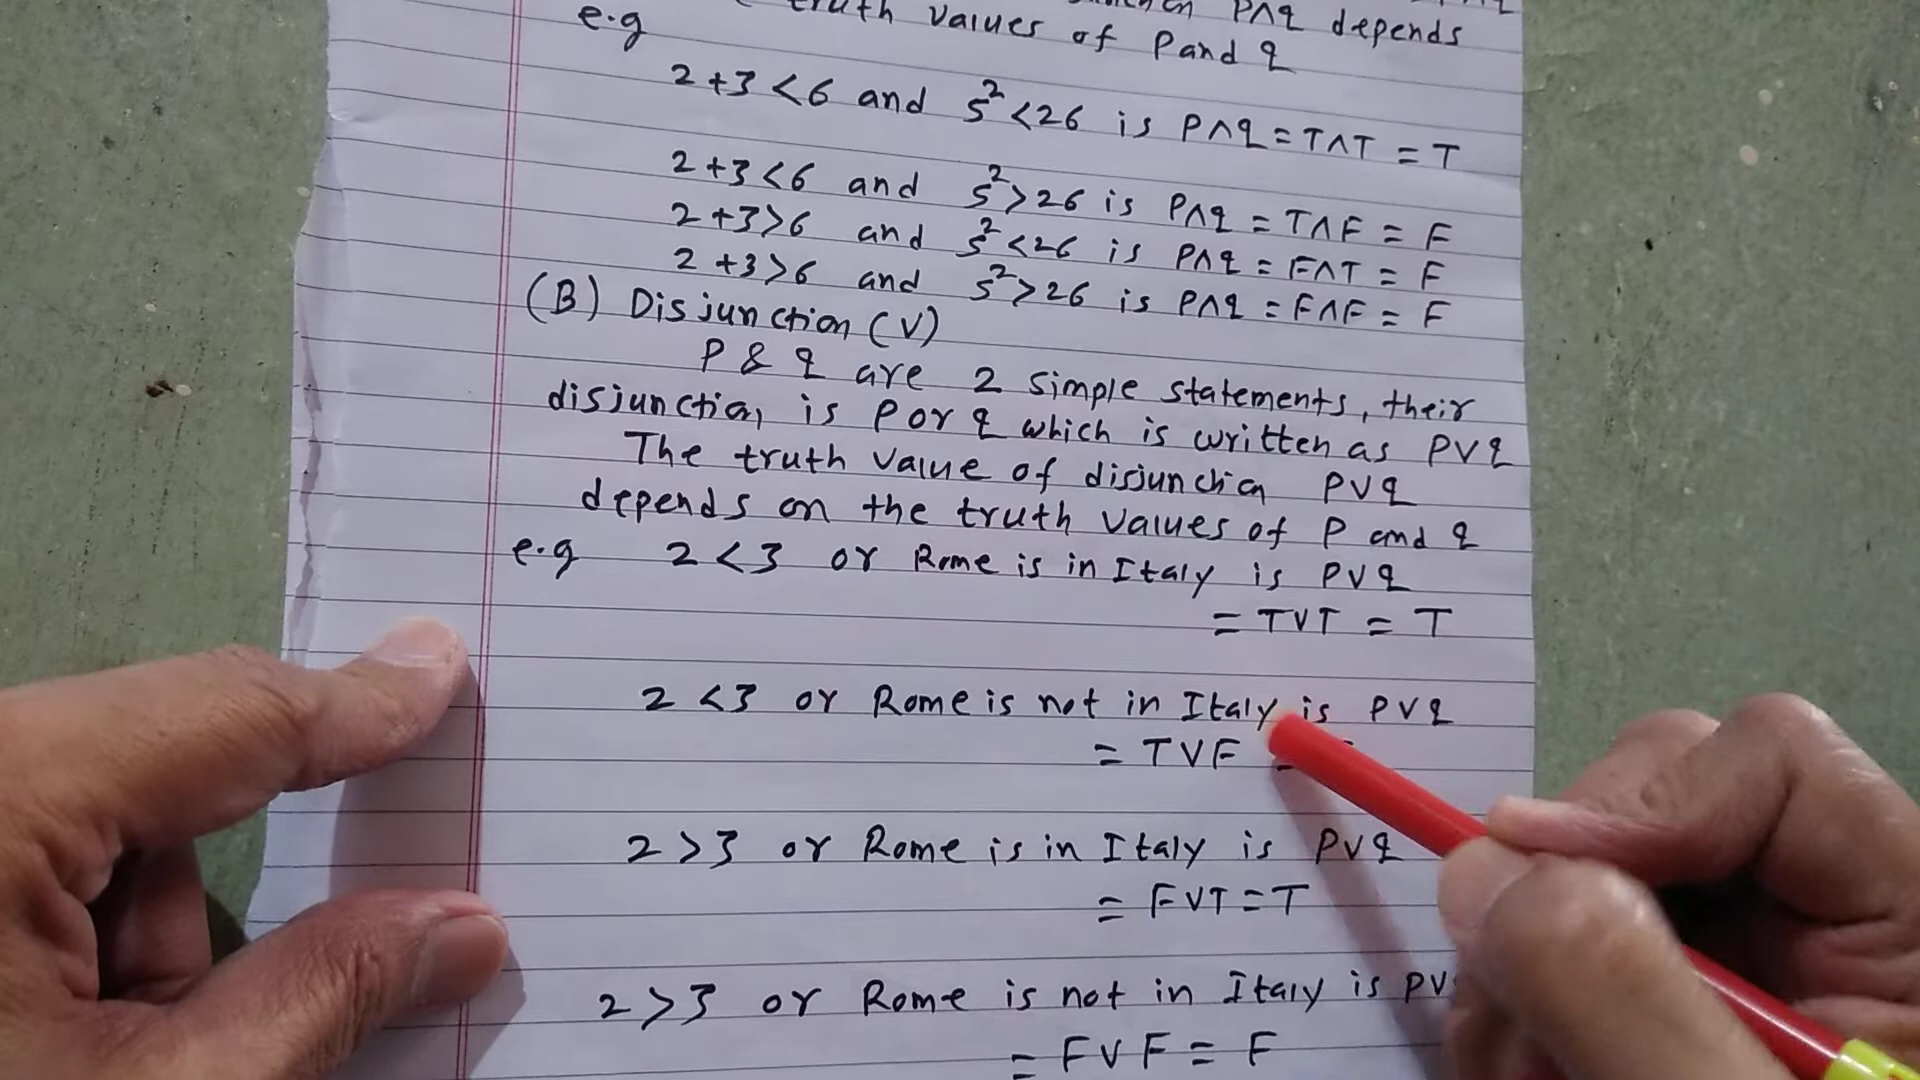 truth values of P∧q depends
e.g truth values of P and q
2+3<6 and 5²<26 is P∧q = T∧T = T
2+3<6 and 5²>26 is P∧q = T∧F = F
2+3>6 and 5²<26 is P∧q = F∧T = F
2+3>6 and 5²>26 is P∧q = F∧F = F
(B) Disjunction (V)
P & q are 2 simple statements, their
disjunction is P or q which is written as PVq
The truth value of disjunction PVq
depends on the truth values of P and q
e.g 2<3 or Rome is in Italy is PVq
= TVT = T
2<3 or Rome is not in Italy is PVq
= TVF =
2>3 or Rome is in Italy is PVq
= FVT = T
2>3 or Rome is not in Italy is PV
= FVF = F